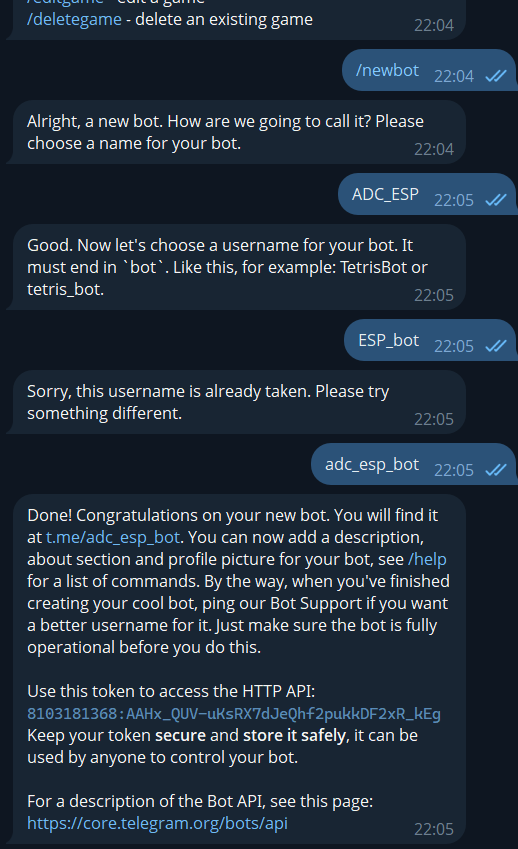 /editgame - edit a game
/deletegame - delete an existing game
22:04
/newbot 22:04
Alright, a new bot. How are we going to call it? Please
choose a name for your bot.
22:04
ADC_ESP 22:05
Good. Now let's choose a username for your bot. It
must end in `bot`. Like this, for example: TetrisBot or
tetris_bot.
22:05
ESP_bot 22:05
Sorry, this username is already taken. Please try
something different.
22:05
adc_esp_bot 22:05
Done! Congratulations on your new bot. You will find it
at t.me/adc_esp_bot. You can now add a description,
about section and profile picture for your bot, see /help
for a list of commands. By the way, when you've finished
creating your cool bot, ping our Bot Support if you want
a better username for it. Just make sure the bot is fully
operational before you do this.
Use this token to access the HTTP API:
8103181368:AAHx_QUV-uKsRX7dJeQhf2pukkDF2xR_kEg
Keep your token secure and store it safely, it can be
used by anyone to control your bot.
For a description of the Bot API, see this page:
https://core.telegram.org/bots/api
22:05